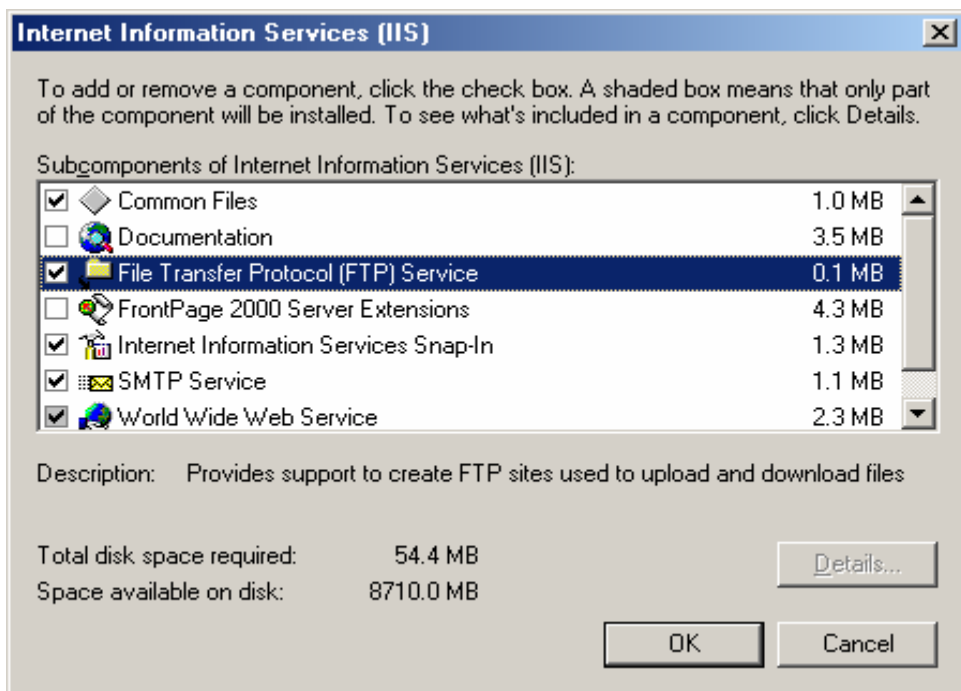 Internet Information Services (IIS)
To add or remove a component, click the check box. A shaded box means that only part
of the component will be installed. To see what's included in a component, click Details.
Subcomponents of Internet Information Services (IIS):
Common Files 1.0 MB
Documentation 3.5 MB
File Transfer Protocol (FTP) Service 0.1 MB
FrontPage 2000 Server Extensions 4.3 MB
Internet Information Services Snap-In 1.3 MB
SMTP Service 1.1 MB
World Wide Web Service 2.3 MB
Description: Provides support to create FTP sites used to upload and download files
Total disk space required: 54.4 MB
Space available on disk: 8710.0 MB
Details...
OK Cancel